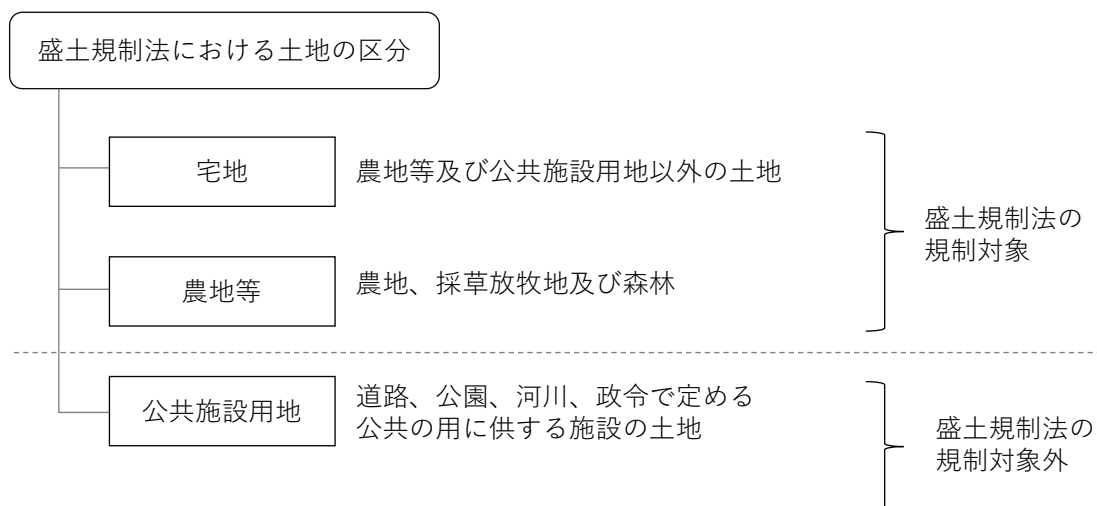 盛土規制法における土地の区分
宅地
農地等及び公共施設用地以外の土地
農地等
農地、採草放牧地及び森林
盛土規制法の
規制対象
公共施設用地
道路、公園、河川、政令で定める
公共の用に供する施設の土地
盛土規制法の
規制対象外